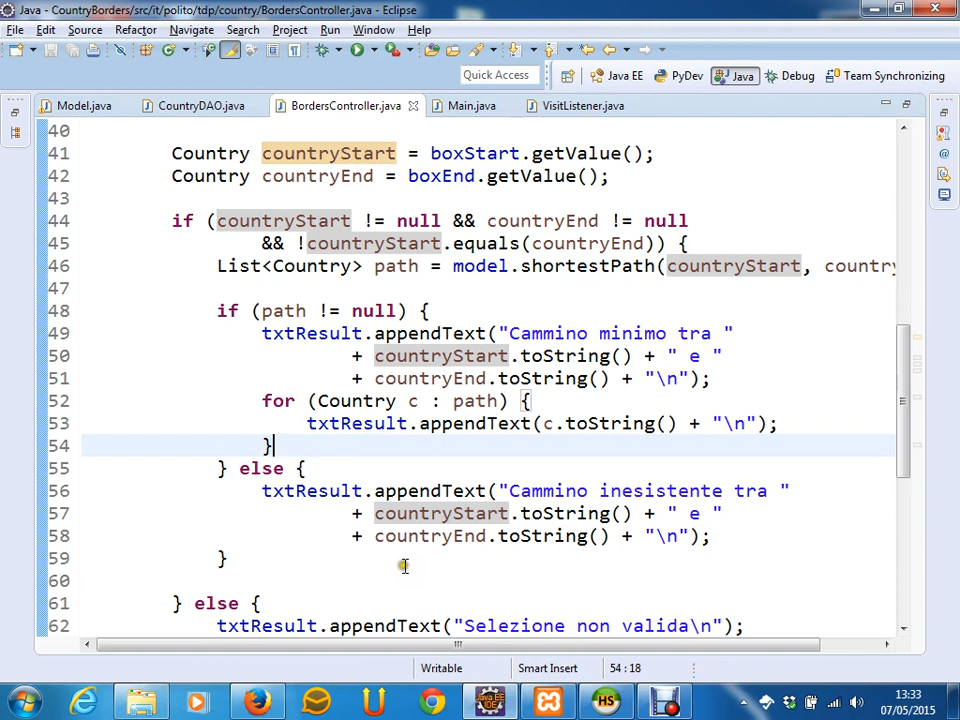 Java - CountryBorders/src/it/polito/tdp/country/BordersController.java - Eclipse
File Edit Source Refactor Navigate Search Project Run Window Help
Quick Access Java EE PyDev Java Debug Team Synchronizing
Model.java CountryDAO.java BordersController.java Main.java VisitListener.java
40
41 Country countryStart = boxStart.getValue();
42 Country countryEnd = boxEnd.getValue();
43
44 if (countryStart != null && countryEnd != null
45 && !countryStart.equals(countryEnd)) {
46 List<Country> path = model.shortestPath(countryStart, country
47
48 if (path != null) {
49 txtResult.appendText("Cammino minimo tra "
50 + countryStart.toString() + " e "
51 + countryEnd.toString() + "\n");
52 for (Country c : path) {
53 txtResult.appendText(c.toString() + "\n");
54 }
55 } else {
56 txtResult.appendText("Cammino inesistente tra "
57 + countryStart.toString() + " e "
58 + countryEnd.toString() + "\n");
59 }
60
61 } else {
62 txtResult.appendText("Selezione non valida\n");
Writable Smart Insert 54 : 18
13:33
07/05/2015